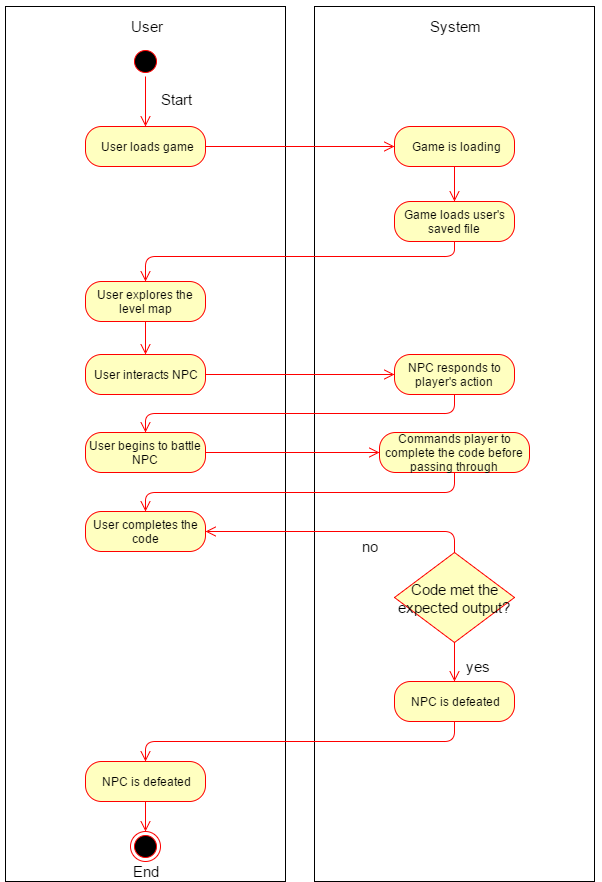 User
System
Start
User loads game
Game is loading
Game loads user's
saved file
User explores the
level map
User interacts NPC
NPC responds to
player's action
User begins to battle
NPC
Commands player to
complete the code before
passing through
User completes the
code
no
Code met the
expected output?
yes
NPC is defeated
NPC is defeated
End